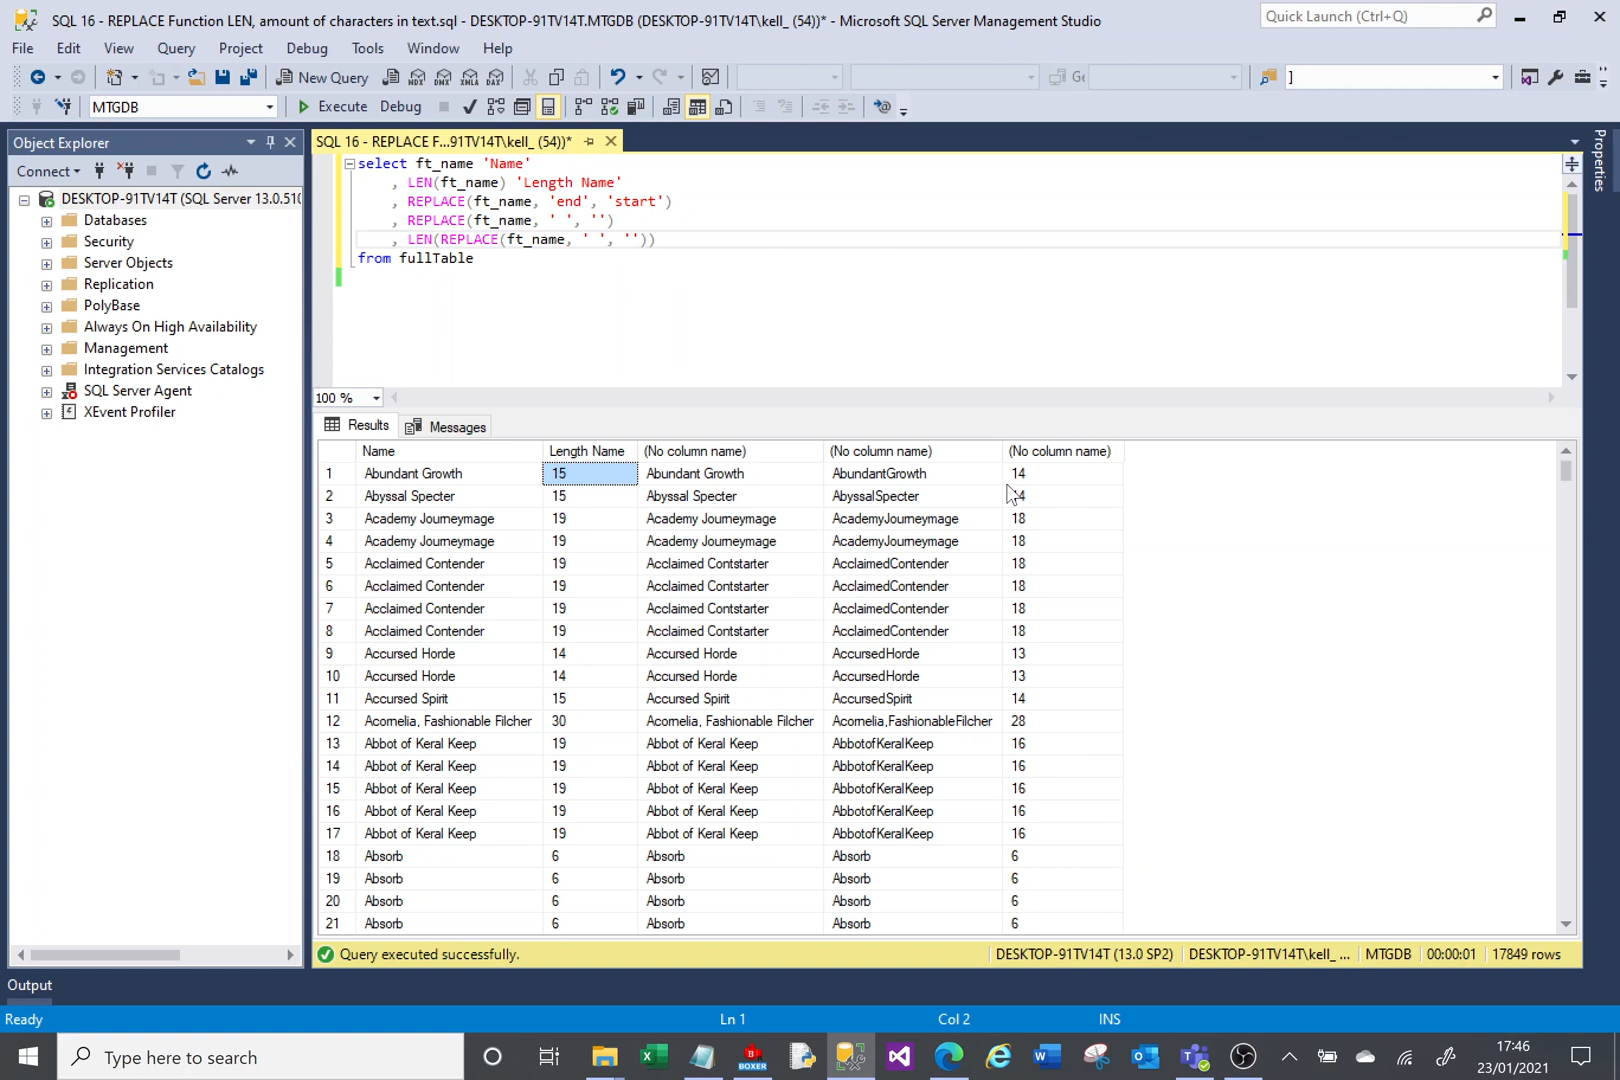 SQL 16 - REPLACE Function LEN, amount of characters in text.sql - DESKTOP-91TV14T.MTGDB (DESKTOP-91TV14T\kell_ (54))* - Microsoft SQL Server Management Studio
Quick Launch (Ctrl+Q)
File Edit View Query Project Debug Tools Window Help
New Query MDX DMX XMLA DAX Ge ]
MTGDB Execute Debug
Object Explorer
SQL 16 - REPLACE F...91TV14T\kell_ (54))*
Properties
Connect
DESKTOP-91TV14T (SQL Server 13.0.510
Databases
Security
Server Objects
Replication
PolyBase
Always On High Availability
Management
Integration Services Catalogs
SQL Server Agent
XEvent Profiler
select ft_name 'Name'
, LEN(ft_name) 'Length Name'
, REPLACE(ft_name, 'end', 'start')
, REPLACE(ft_name, ' ', '')
, LEN(REPLACE(ft_name, ' ', ''))
from fullTable
100 %
Results Messages
Name Length Name (No column name) (No column name) (No column name)
1 Abundant Growth 15 Abundant Growth AbundantGrowth 14
2 Abyssal Specter 15 Abyssal Specter AbyssalSpecter 14
3 Academy Journeymage 19 Academy Journeymage AcademyJourneymage 18
4 Academy Journeymage 19 Academy Journeymage AcademyJourneymage 18
5 Acclaimed Contender 19 Acclaimed Contstarter AcclaimedContender 18
6 Acclaimed Contender 19 Acclaimed Contstarter AcclaimedContender 18
7 Acclaimed Contender 19 Acclaimed Contstarter AcclaimedContender 18
8 Acclaimed Contender 19 Acclaimed Contstarter AcclaimedContender 18
9 Accursed Horde 14 Accursed Horde AccursedHorde 13
10 Accursed Horde 14 Accursed Horde AccursedHorde 13
11 Accursed Spirit 15 Accursed Spirit AccursedSpirit 14
12 Acornelia, Fashionable Filcher 30 Acornelia, Fashionable Filcher Acornelia,FashionableFilcher 28
13 Abbot of Keral Keep 19 Abbot of Keral Keep AbbotofKeralKeep 16
14 Abbot of Keral Keep 19 Abbot of Keral Keep AbbotofKeralKeep 16
15 Abbot of Keral Keep 19 Abbot of Keral Keep AbbotofKeralKeep 16
16 Abbot of Keral Keep 19 Abbot of Keral Keep AbbotofKeralKeep 16
17 Abbot of Keral Keep 19 Abbot of Keral Keep AbbotofKeralKeep 16
18 Absorb 6 Absorb Absorb 6
19 Absorb 6 Absorb Absorb 6
20 Absorb 6 Absorb Absorb 6
21 Absorb 6 Absorb Absorb 6
Query executed successfully. DESKTOP-91TV14T (13.0 SP2) DESKTOP-91TV14T\kell_ ... MTGDB 00:00:01 17849 rows
Output
Ready Ln 1 Col 2 INS
Type here to search
BOXER
17:46
23/01/2021